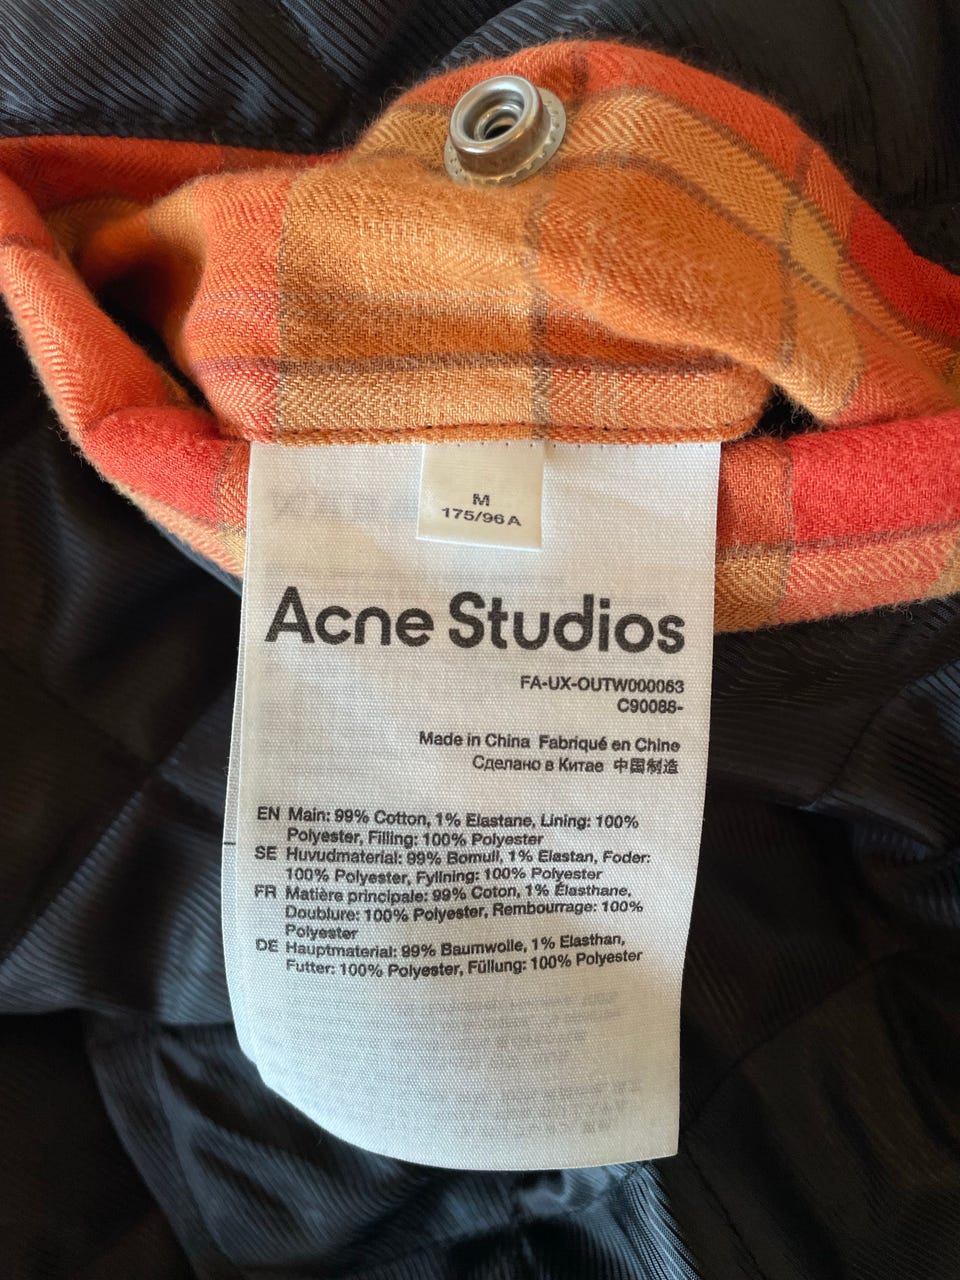 M
175/96A
Acne Studios
FA-UX-OUTW000063
C90088-
Made in China Fabriqué en Chine
Сделано в Китае 中国制造
EN Main: 99% Cotton, 1% Elastane, Lining: 100%
Polyester, Filling: 100% Polyester
SE Huvudmaterial: 99% Bomull, 1% Elastan, Foder:
100% Polyester, Fyllning: 100% Polyester
FR Matière principale: 99% Coton, 1% Élasthane,
Doublure: 100% Polyester, Rembourrage: 100%
Polyester
DE Hauptmaterial: 99% Baumwolle, 1% Elasthan,
Futter: 100% Polyester, Füllung: 100% Polyester